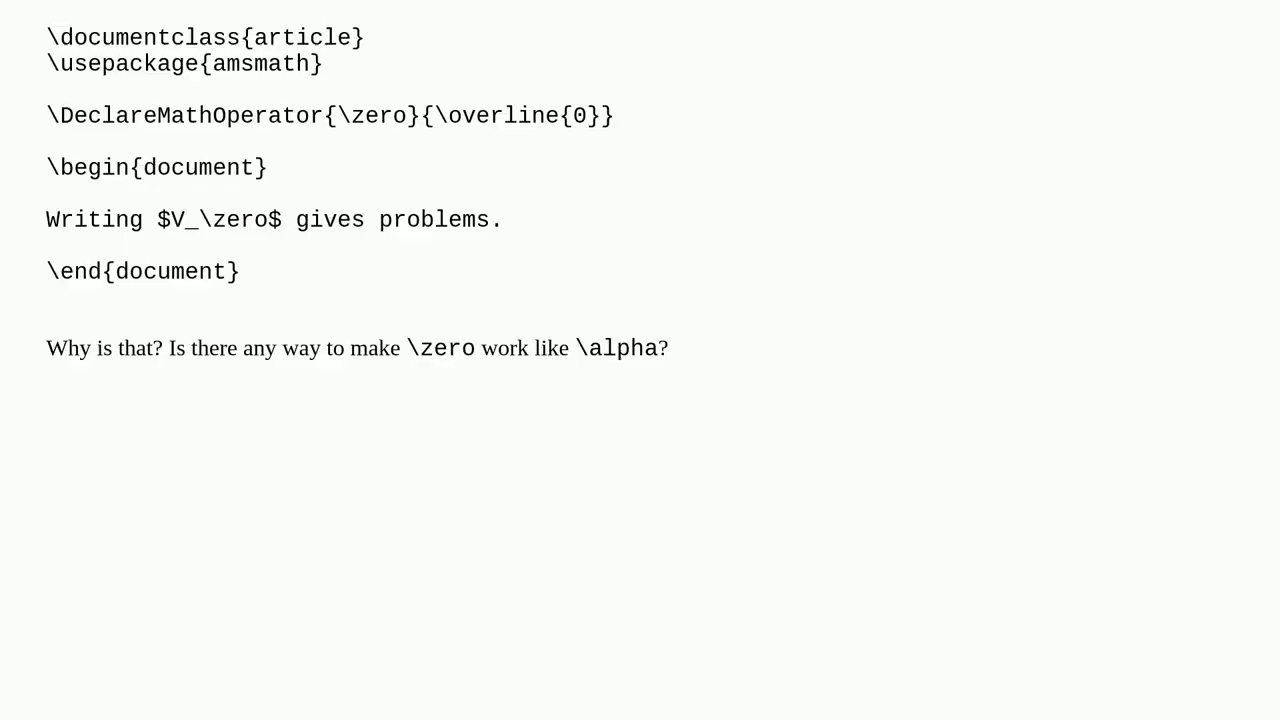 \documentclass{article}
\usepackage{amsmath}
\DeclareMathOperator{\zero}{\overline{0}}
\begin{document}
Writing $V_\zero$ gives problems.
\end{document}
Why is that? Is there any way to make \zero work like \alpha?